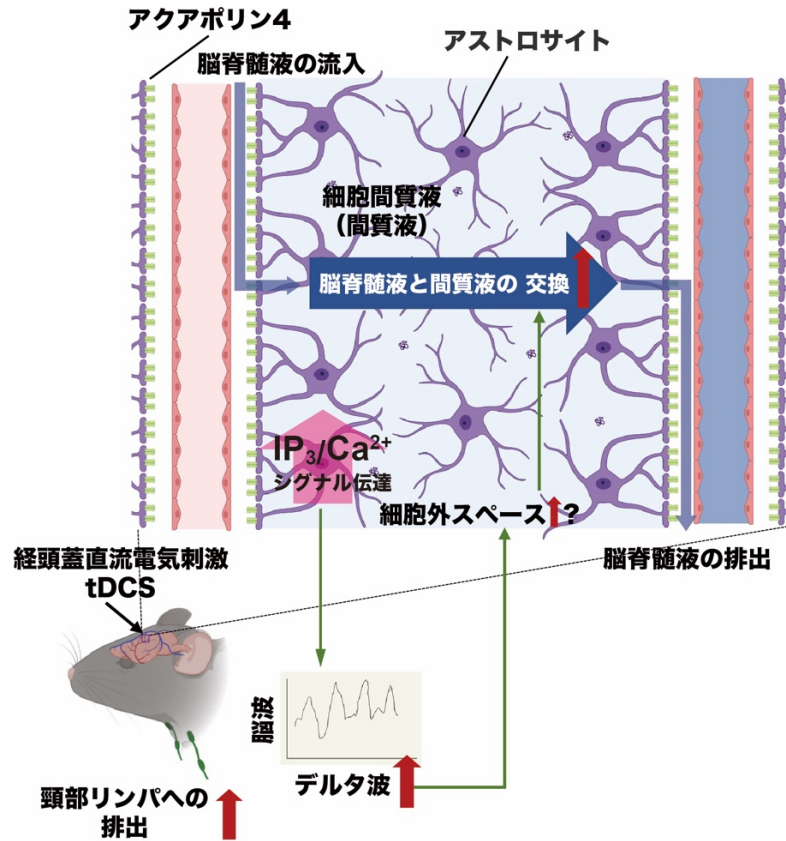 アクアポリン4
アストロサイト
脳脊髄液の流入
細胞間質液
（間質液）
脳脊髄液と間質液の 交換
IP₃/Ca²⁺
シグナル伝達
細胞外スペース ?
経頭蓋直流電気刺激
tDCS
脳脊髄液の排出
脳波
デルタ波
頸部リンパへの
排出